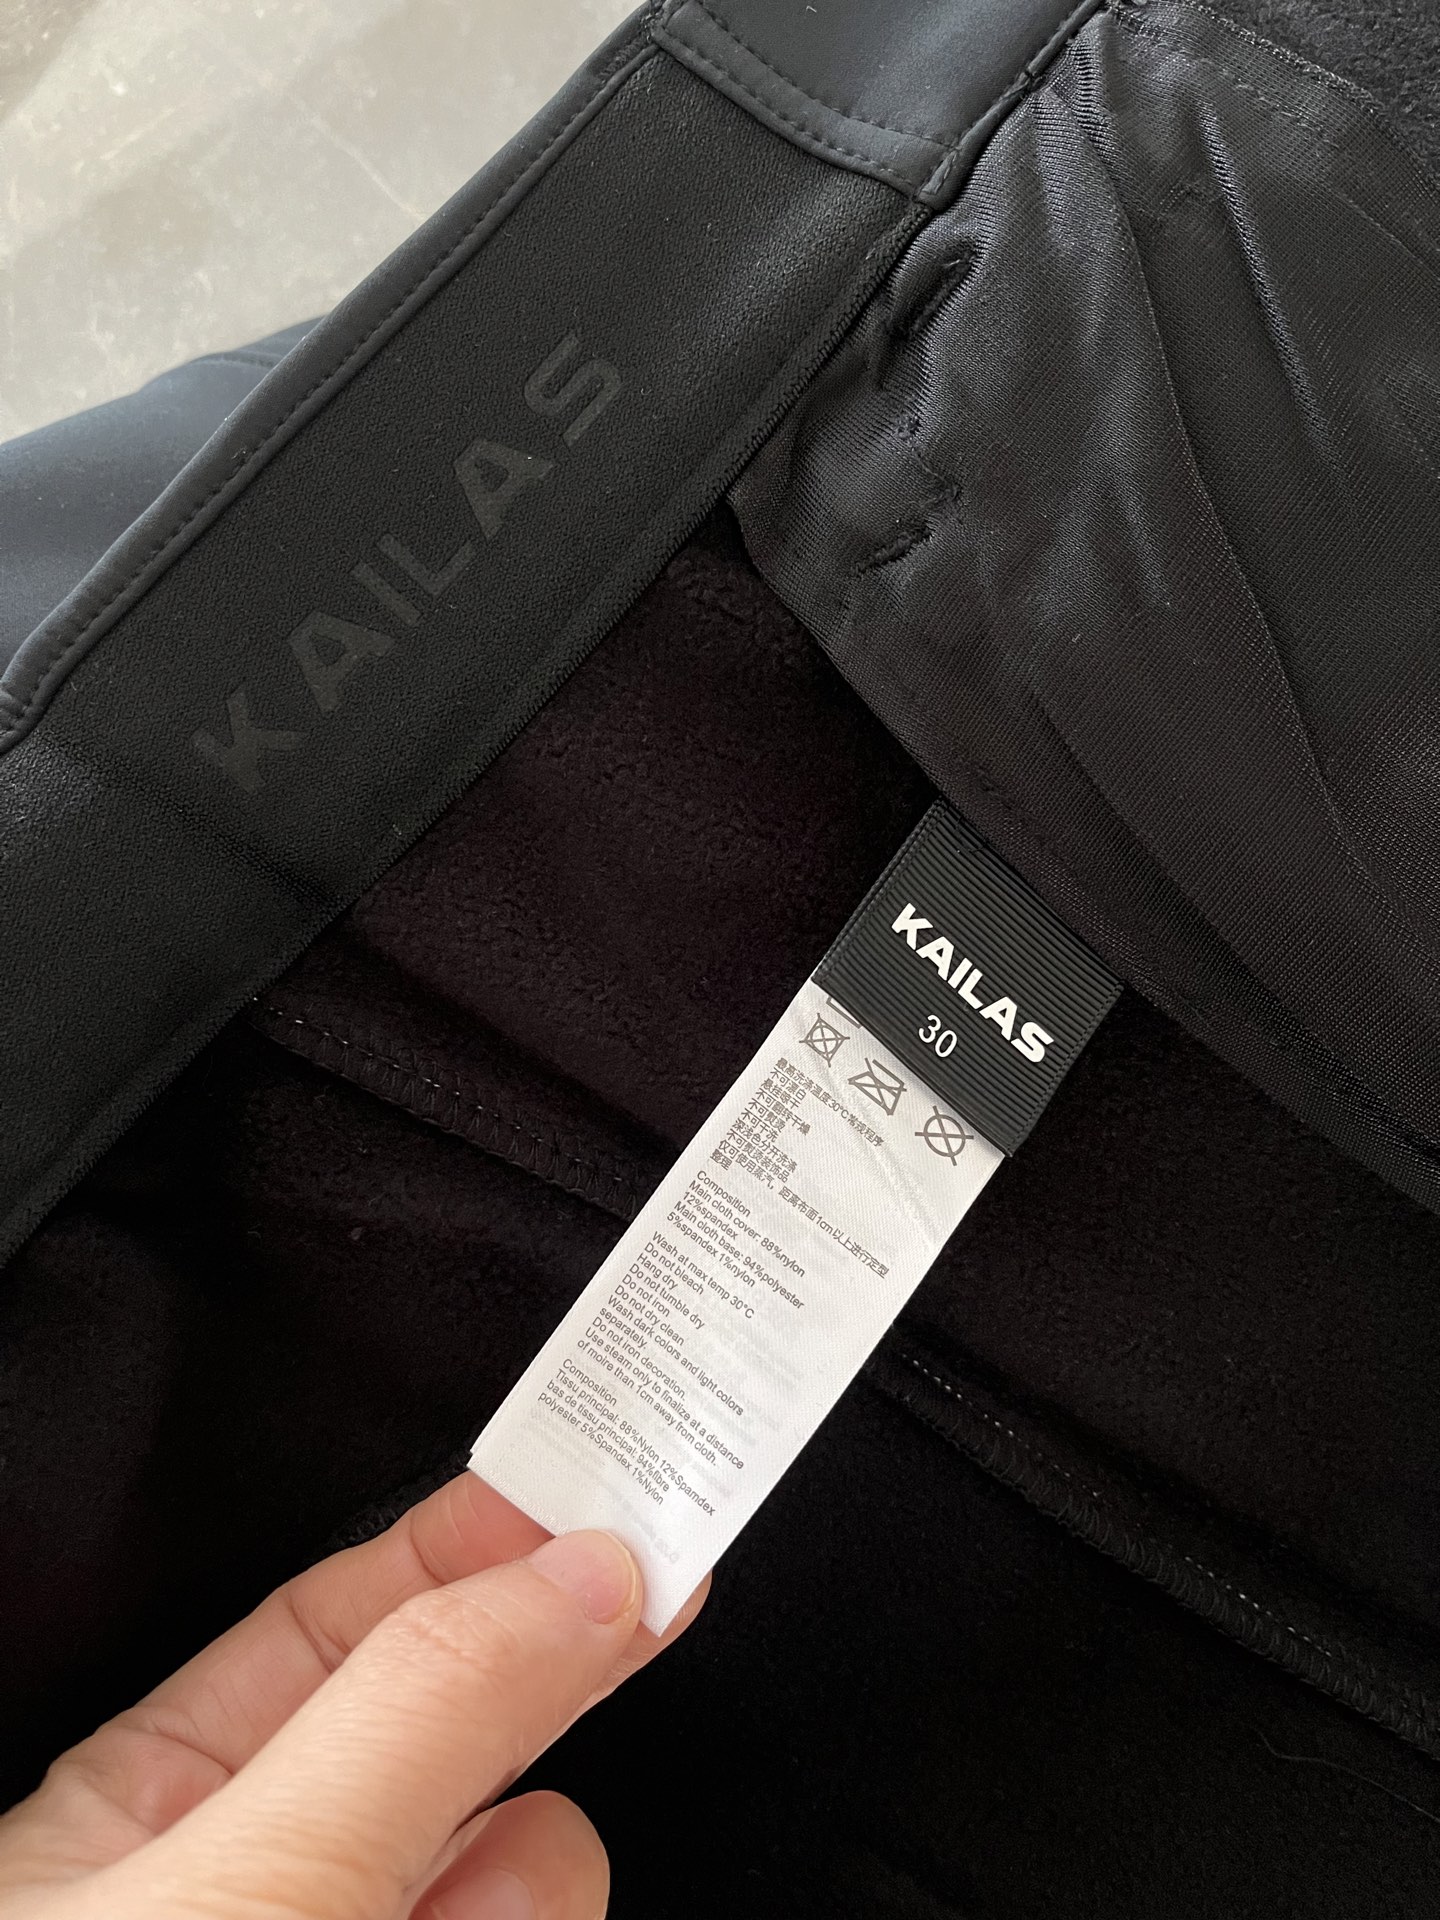 KAILAS
KAILAS
30
最高洗涤温度30℃常规程序
不可漂白
悬挂晾干
不可翻转干燥
不可熨烫
不可干洗
深浅色分开洗涤
不可熨烫装饰品
仅可使用蒸汽，距离布面1cm以上进行定型
整理
Composition
Main cloth cover: 88%nylon
12%spandex
Main cloth base: 94%polyester
5%spandex 1%nylon
Wash at max temp 30°C
Do not bleach
Hang dry
Do not tumble dry
Do not iron
Do not dry clean
Wash dark colors and light colors
separately
Do not iron decoration.
Use steam only to finalize at a distance
of moire than 1cm away from cloth.
Composition
Tissu principal: 88%Nylon 12%Spamdex
bas de tissu principal: 94%fibre
polyester 5%Spandex 1%Nylon